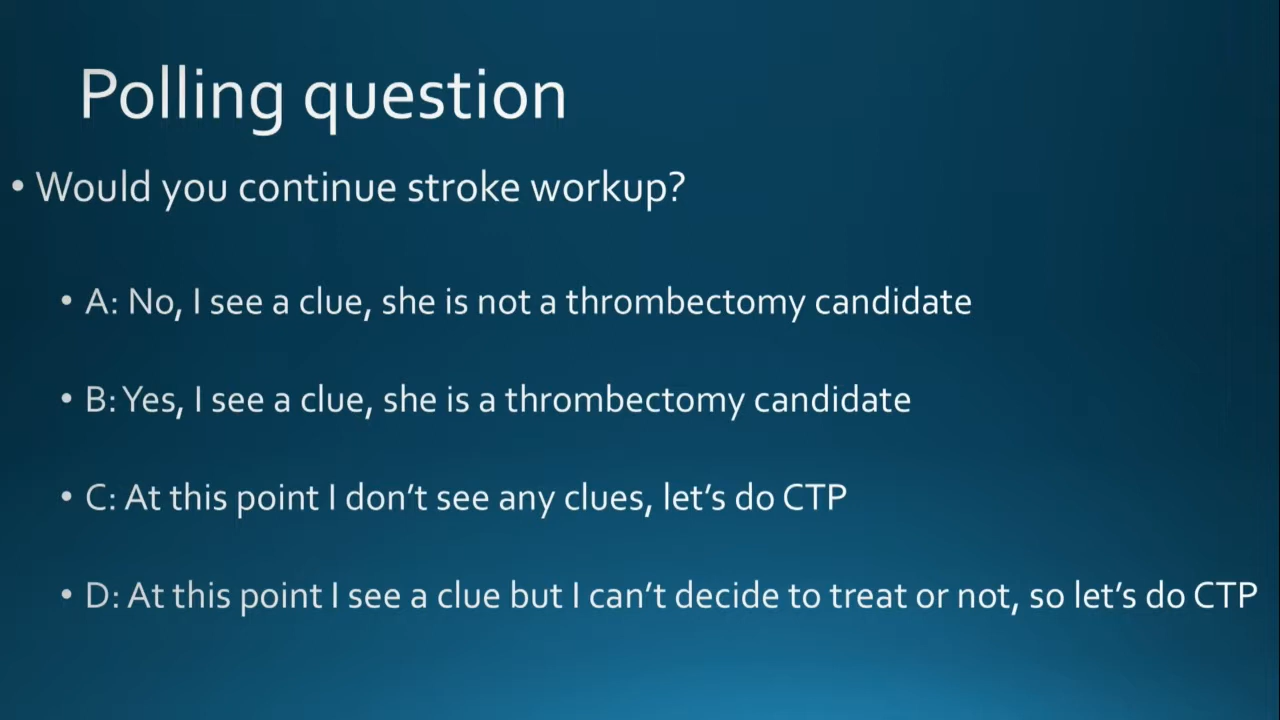 Polling question
• Would you continue stroke workup?
• A: No, I see a clue, she is not a thrombectomy candidate
• B: Yes, I see a clue, she is a thrombectomy candidate
• C: At this point I don’t see any clues, let’s do CTP
• D: At this point I see a clue but I can’t decide to treat or not, so let’s do CTP